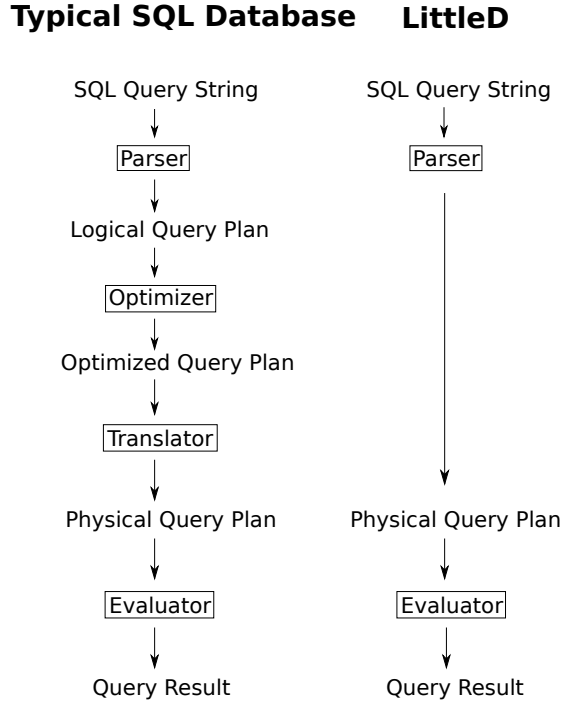 Typical SQL Database
SQL Query String
Parser
Logical Query Plan
Optimizer
Optimized Query Plan
Translator
Physical Query Plan
Evaluator
Query Result
LittleD
SQL Query String
Parser
Physical Query Plan
Evaluator
Query Result